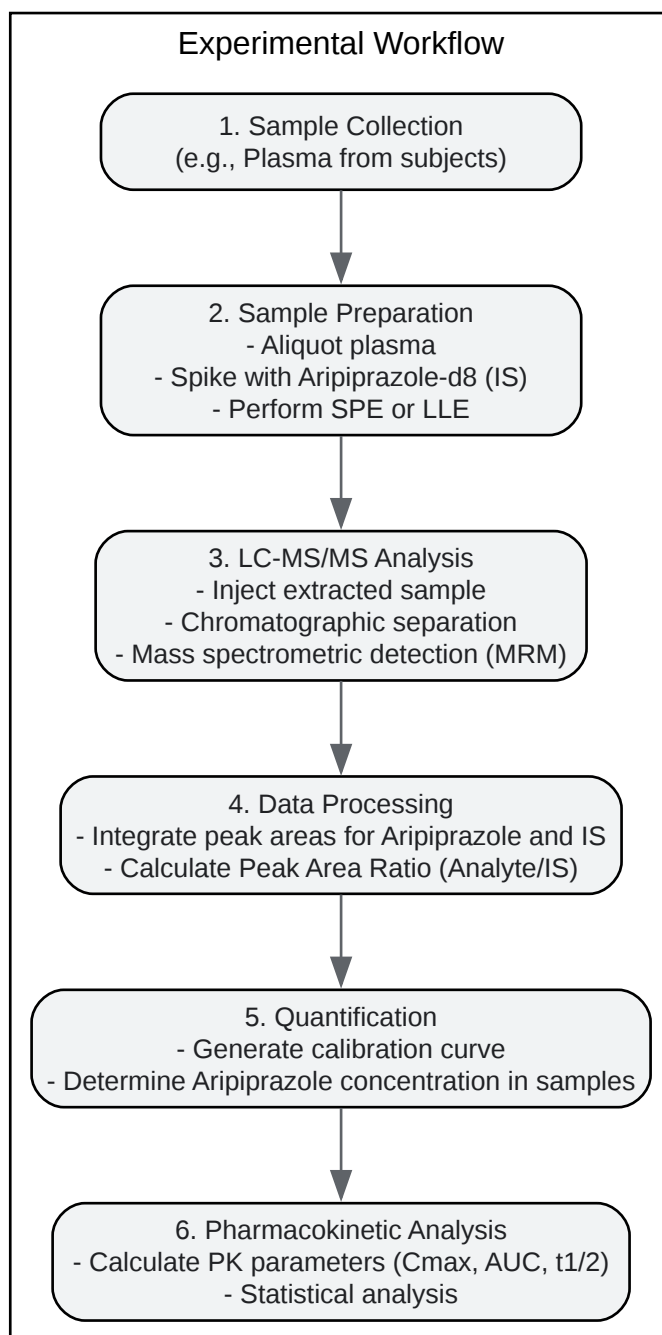 Experimental Workflow
1. Sample Collection
(e.g., Plasma from subjects)
2. Sample Preparation
- Aliquot plasma
- Spike with Aripiprazole-d8 (IS)
- Perform SPE or LLE
3. LC-MS/MS Analysis
- Inject extracted sample
- Chromatographic separation
- Mass spectrometric detection (MRM)
4. Data Processing
- Integrate peak areas for Aripiprazole and IS
- Calculate Peak Area Ratio (Analyte/IS)
5. Quantification
- Generate calibration curve
- Determine Aripiprazole concentration in samples
6. Pharmacokinetic Analysis
- Calculate PK parameters (Cmax, AUC, t1/2)
- Statistical analysis